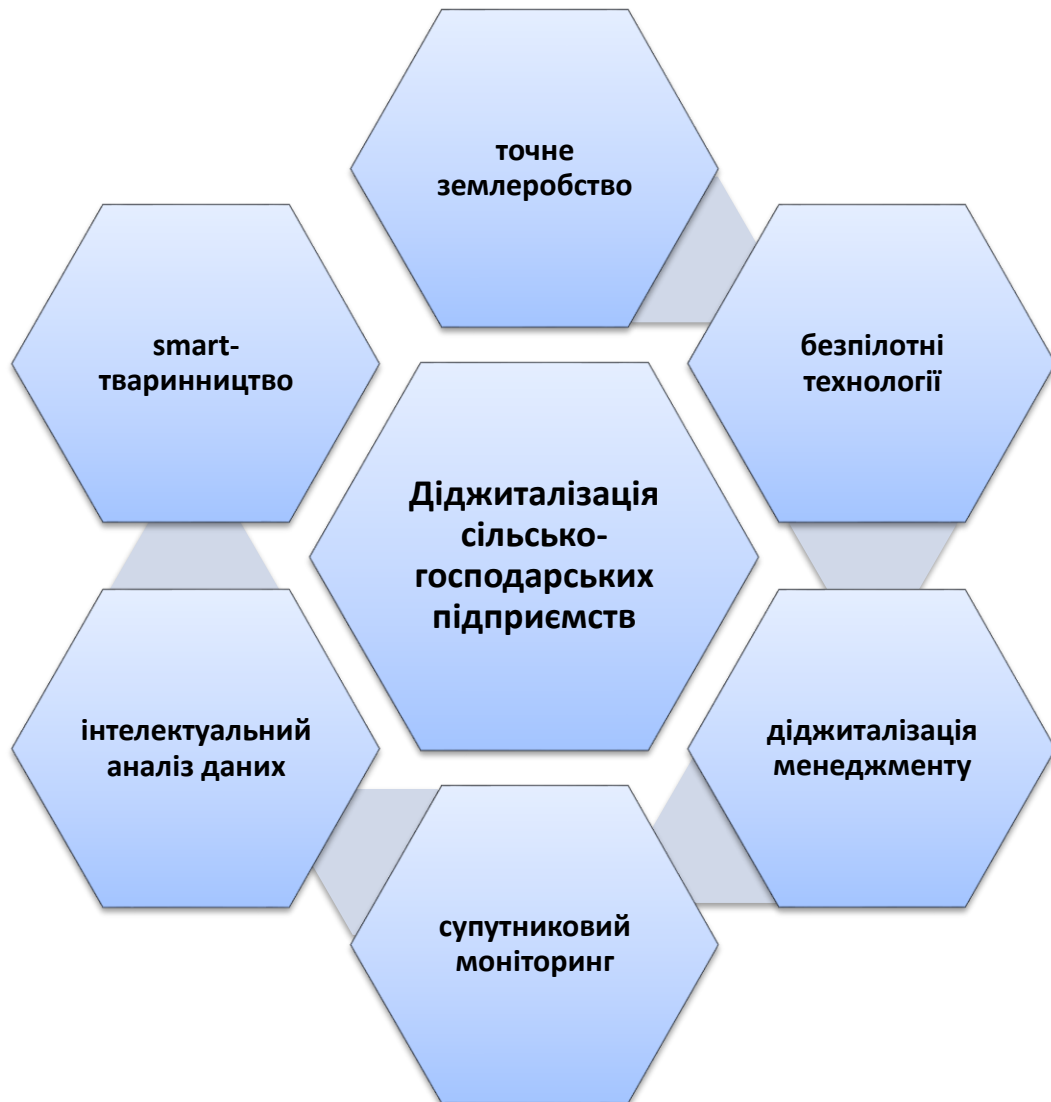 точне
землеробство
smart-
тваринництво
безпілотні
технології
Діджиталізація
сільсько-
господарських
підприємств
інтелектуальний
аналіз даних
діджиталізація
менеджменту
супутниковий
моніторинг